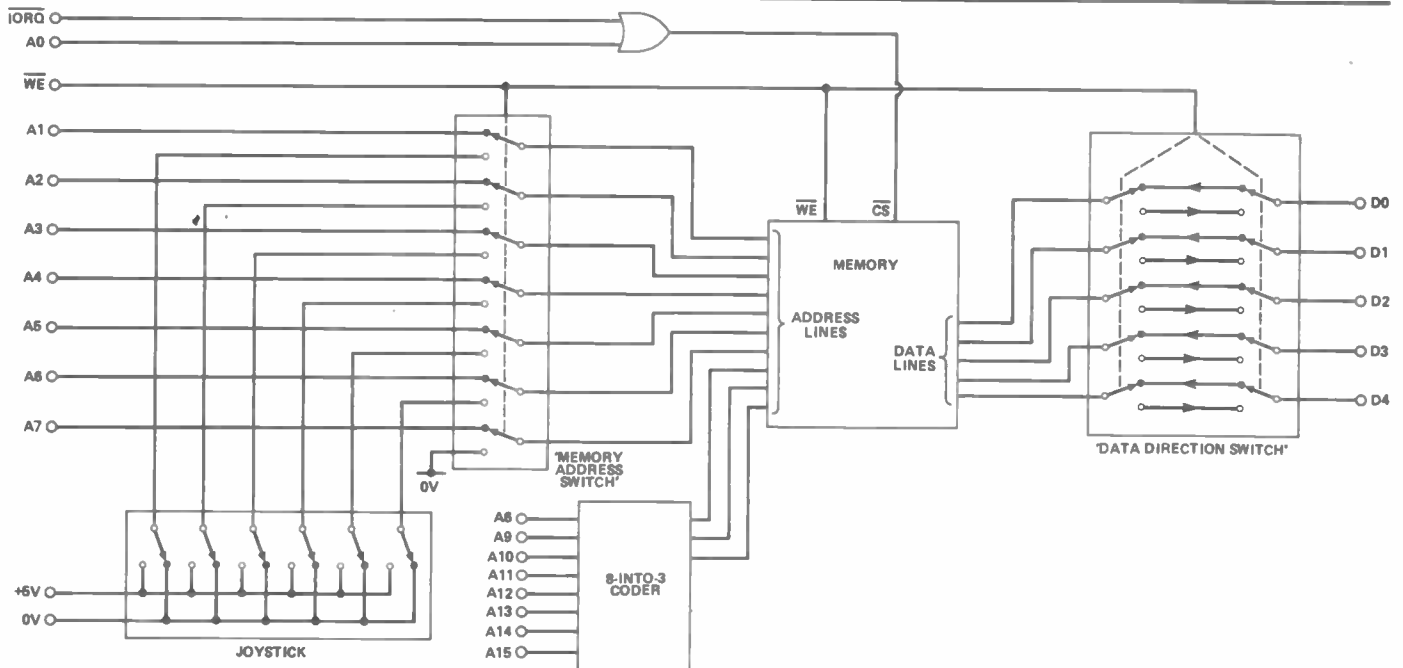 IORQ
A0
WE
A1
A2
A3
A4
A5
A6
A7
0V
'MEMORY
ADDRESS
SWITCH'
WE
CS
MEMORY
ADDRESS
LINES
DATA
LINES
D0
D1
D2
D3
D4
'DATA DIRECTION SWITCH'
+5V
0V
JOYSTICK
A8
A9
A10
A11
A12
A13
A14
A15
8-INTO-3
CODER